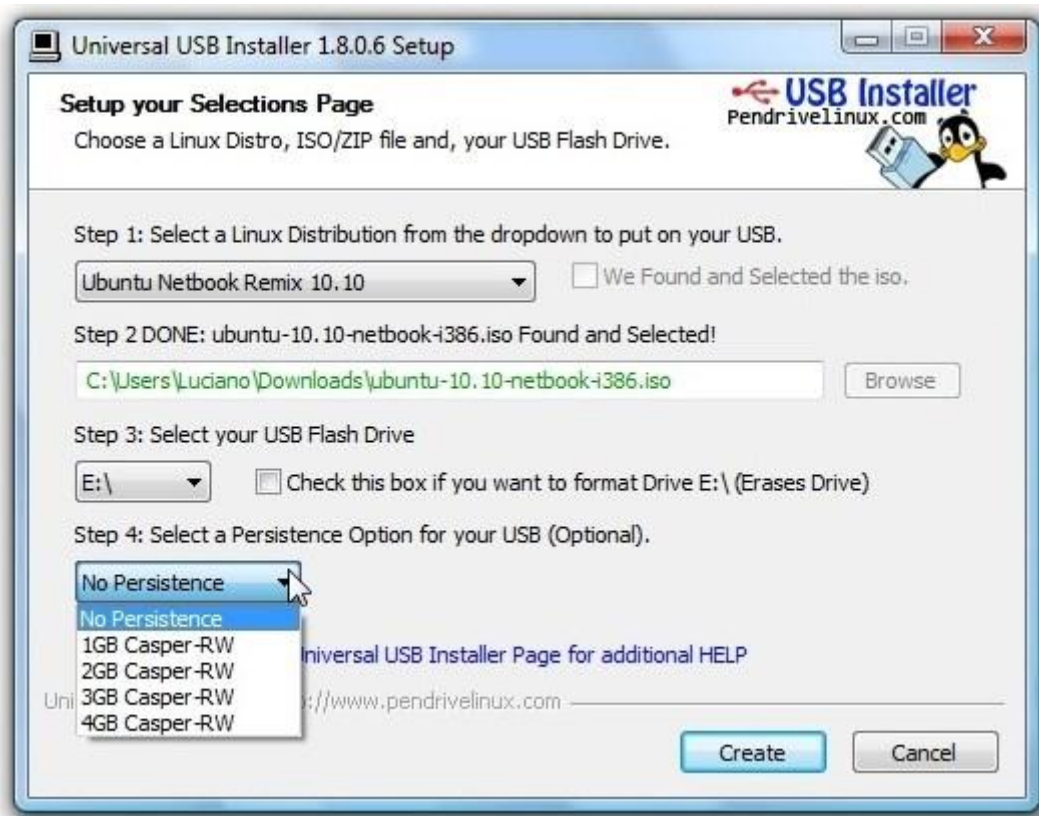 Universal USB Installer 1.8.0.6 Setup
Setup your Selections Page
Choose a Linux Distro, ISO/ZIP file and, your USB Flash Drive.
USB Installer
Pendrivelinux.com
Step 1: Select a Linux Distribution from the dropdown to put on your USB.
Ubuntu Netbook Remix 10.10
We Found and Selected the iso.
Step 2 DONE: ubuntu-10.10-netbook-i386.iso Found and Selected!
C:\Users\Luciano\Downloads\ubuntu-10.10-netbook-i386.iso
Browse
Step 3: Select your USB Flash Drive
E:\
Check this box if you want to format Drive E:\ (Erases Drive)
Step 4: Select a Persistence Option for your USB (Optional).
No Persistence
No Persistence
1GB Casper-RW
2GB Casper-RW
3GB Casper-RW
4GB Casper-RW
Universal USB Installer Page for additional HELP
Uni
://www.pendrivelinux.com
Create
Cancel